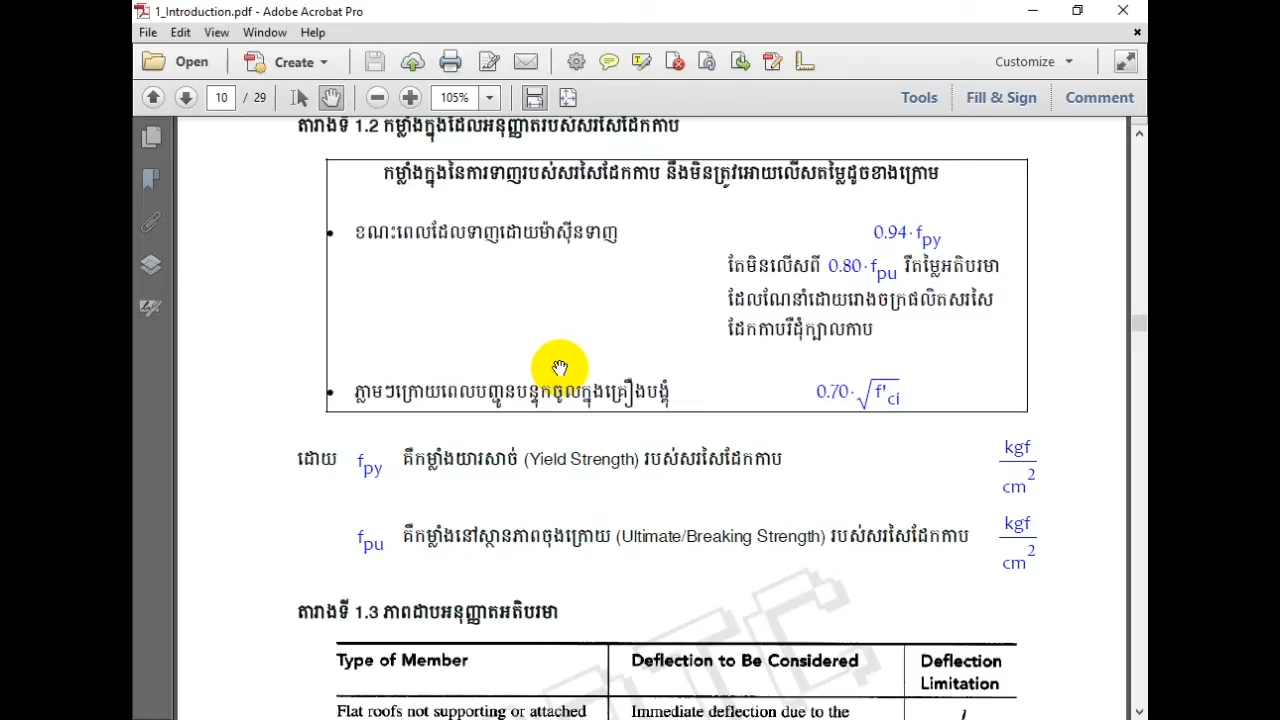 1_Introduction.pdf - Adobe Acrobat Pro
File Edit View Window Help
Open Create Customize
10 / 29 105% Tools Fill & Sign Comment
តារាងទី 1.2 កម្លាំងក្នុងដែលអនុញ្ញាតរបស់សរសៃដែកកាប
កម្លាំងក្នុងនៃការទាញរបស់សរសៃដែកកាប នឹងមិនត្រូវអោយលើសតម្លៃដូចខាងក្រោម
• ខណះពេលដែលទាញដោយម៉ាស៊ីនទាញ 0.94·fpy
តែមិនលើសពី 0.80·fpu រឺតម្លៃអតិបរមា
ដែលណែនាំដោយរោងចក្រផលិតសរសៃ
ដែកកាបរឺដុំក្បាលកាប
• ភ្លាមៗក្រោយពេលបញ្ជូនបន្ទុកចូលក្នុងគ្រឿងបង្គុំ 0.70·√f'ci
ដោយ fpy គឺកម្លាំងយារសាច់ (Yield Strength) របស់សរសៃដែកកាប kgf/cm²
fpu គឺកម្លាំងនៅស្ថានភាពចុងក្រោយ (Ultimate/Breaking Strength) របស់សរសៃដែកកាប kgf/cm²
តារាងទី 1.3 ភាពដាបអនុញ្ញាតអតិបរមា
Type of Member Deflection to Be Considered Deflection
Limitation
Flat roofs not supporting or attached Immediate deflection due to the